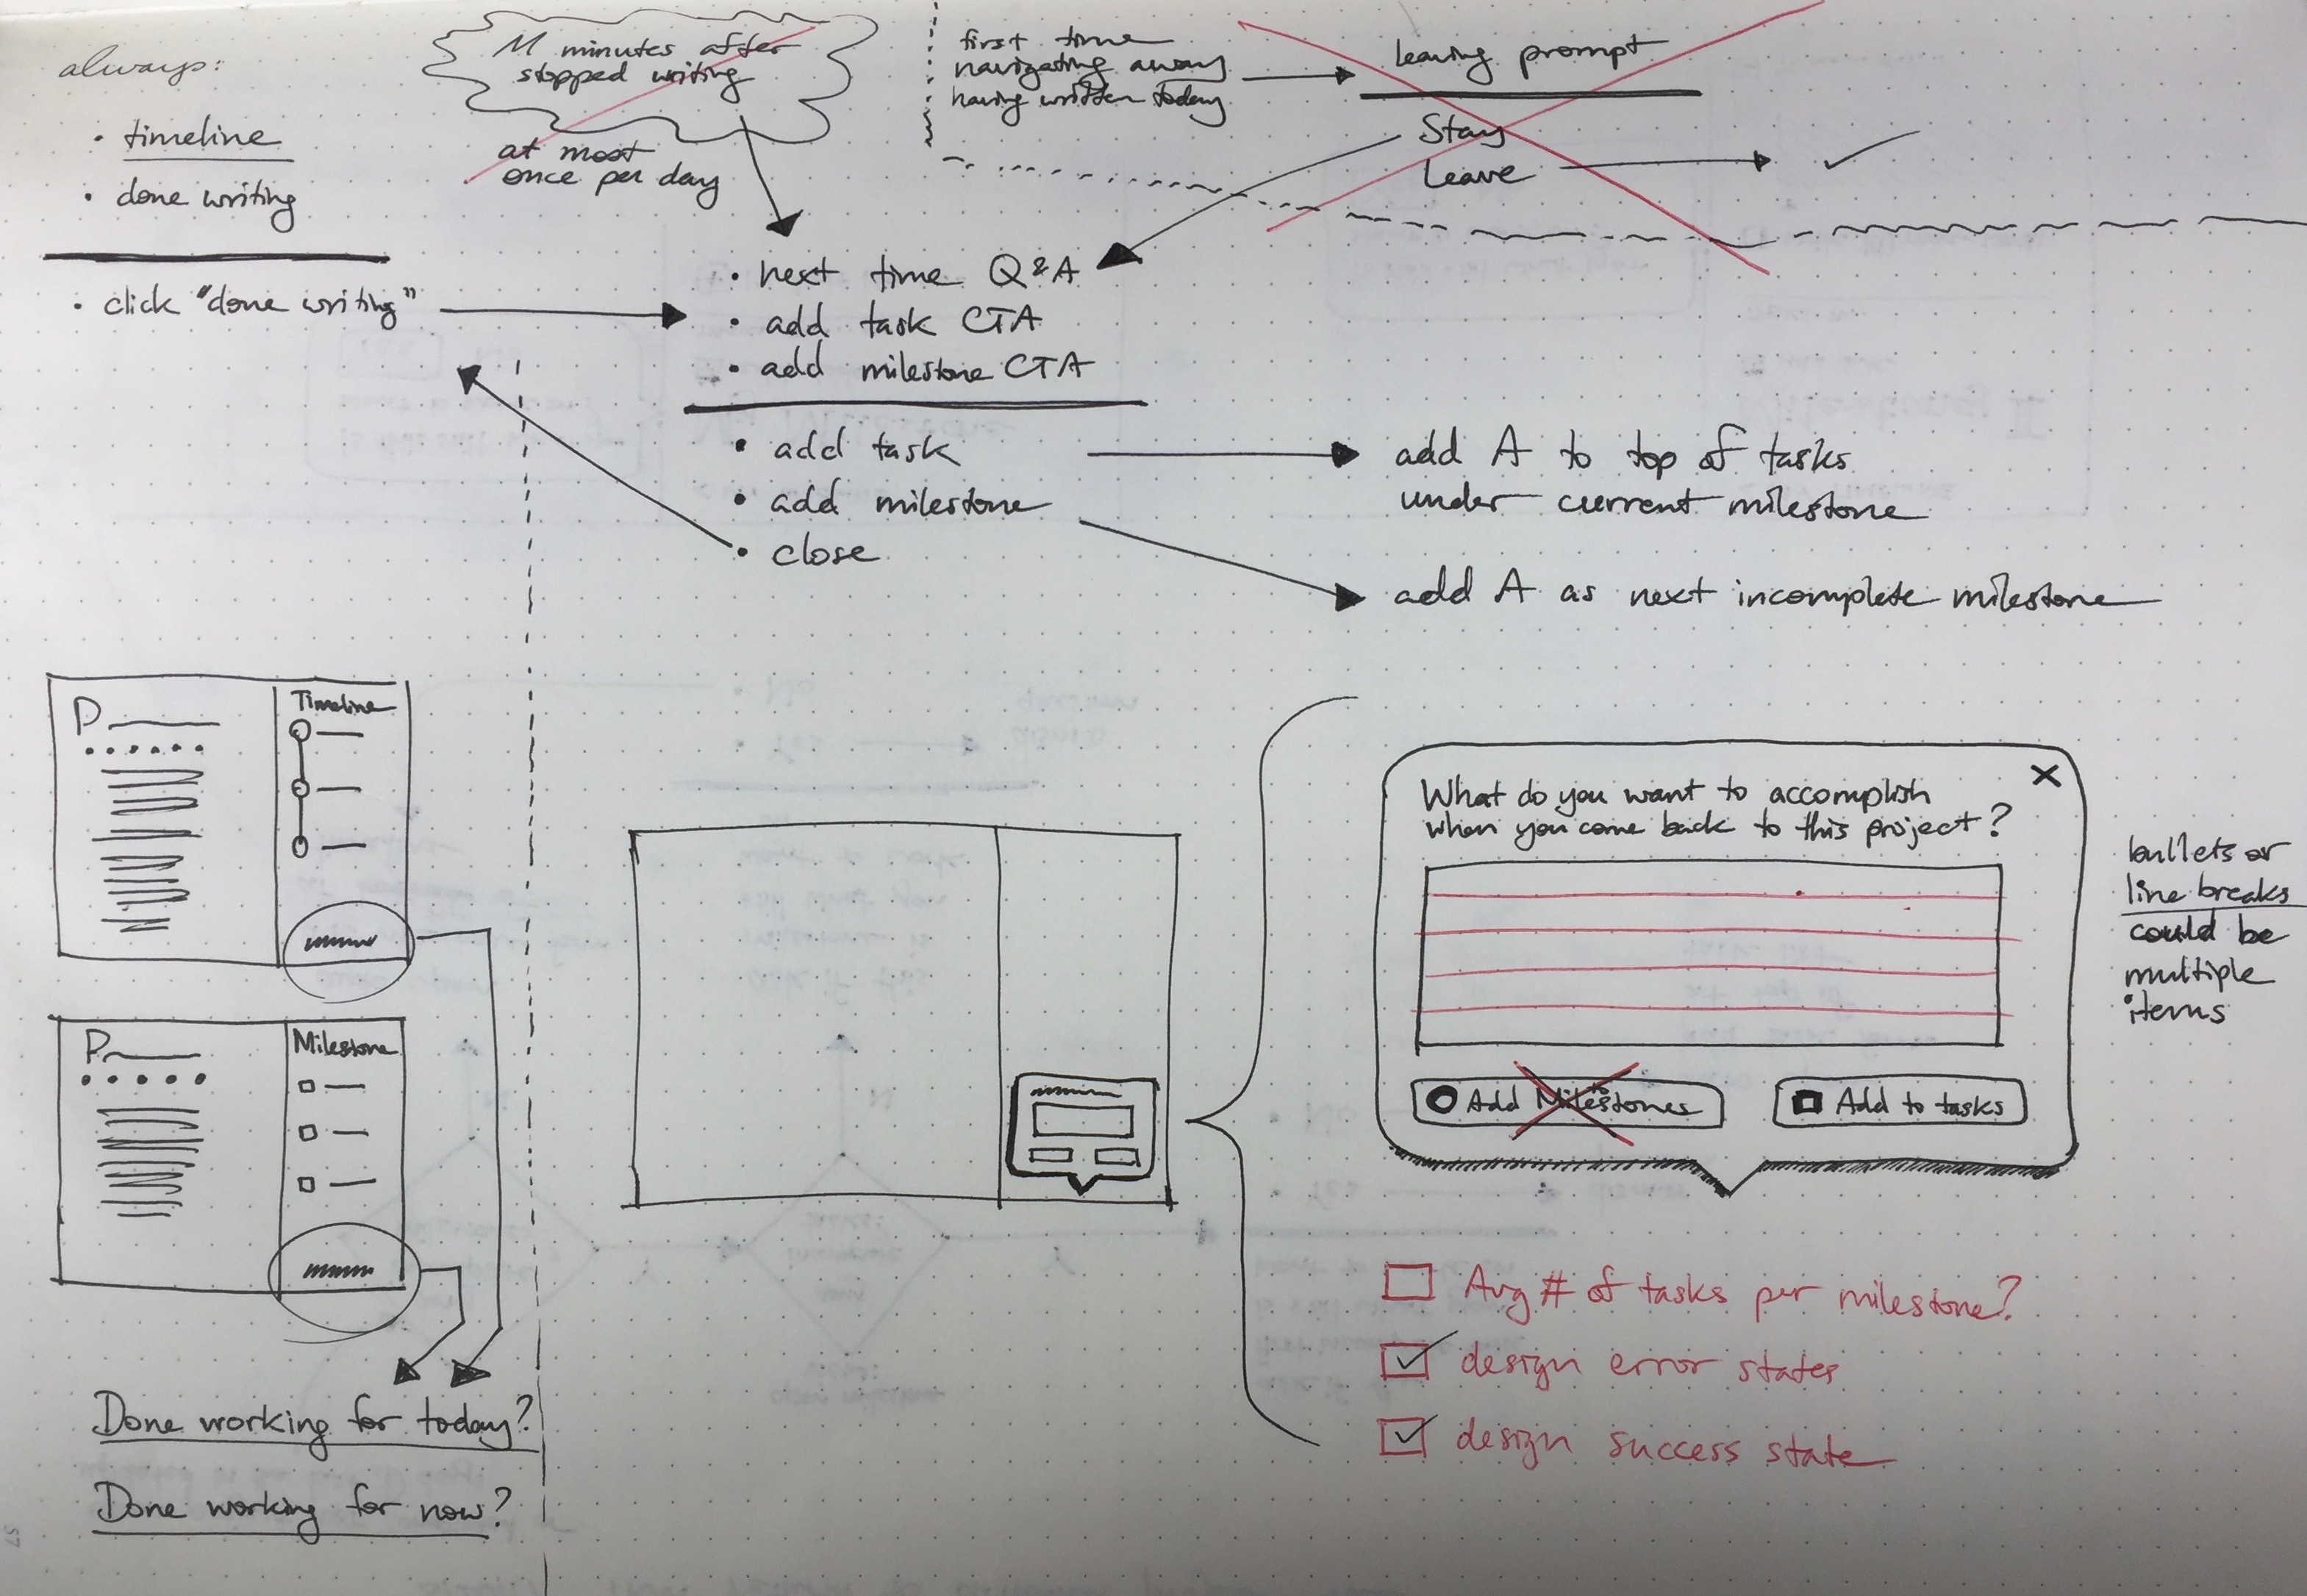 always:
• timeline
• done writing
• click "done writing"
M minutes after
stopped writing
at most
once per day
first time
navigating away
having written today
leaving prompt
Stay
Leave
• next time Q&A
• add task CTA
• add milestone CTA
• add task
• add milestone
• close
add A to top of tasks
under current milestone
add A as next incomplete milestone
P
Timeline
P
Milestone
Done working for today?
Done working for now?
What do you want to accomplish
when you come back to this project?
X
Add to Milestones
Add to tasks
bullets or
line breaks
could be
multiple
items
Avg # of tasks per milestone?
design error states
design success state
57